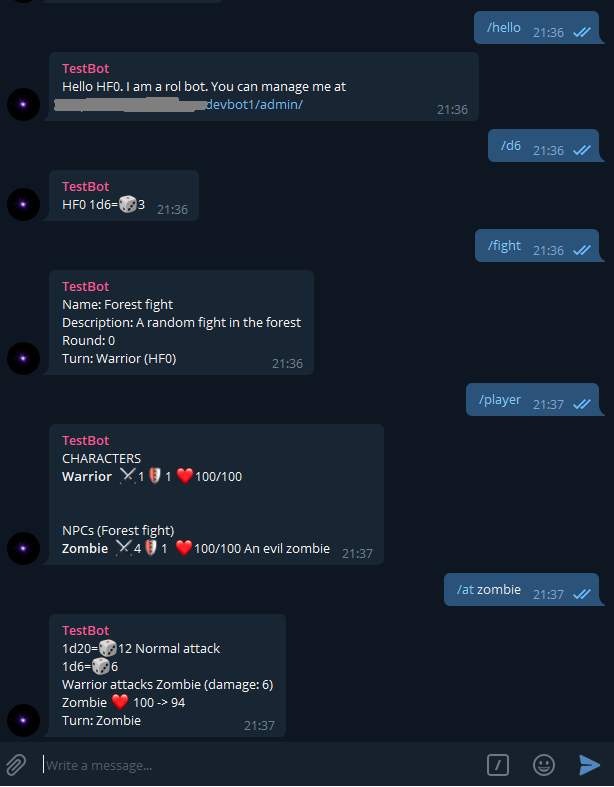 /hello 21:36
TestBot
Hello HF0. I am a rol bot. You can manage me at
devbot1/admin/ 21:36
/d6 21:36
TestBot
HF0 1d6=🎲3 21:36
/fight 21:36
TestBot
Name: Forest fight
Description: A random fight in the forest
Round: 0
Turn: Warrior (HF0) 21:36
/player 21:37
TestBot
CHARACTERS
Warrior ⚔1🛡1 ❤100/100
NPCs (Forest fight)
Zombie ⚔4🛡1 ❤100/100 An evil zombie 21:37
/at zombie 21:37
TestBot
1d20=🎲12 Normal attack
1d6=🎲6
Warrior attacks Zombie (damage: 6)
Zombie ❤ 100 -> 94
Turn: Zombie 21:37
Write a message...